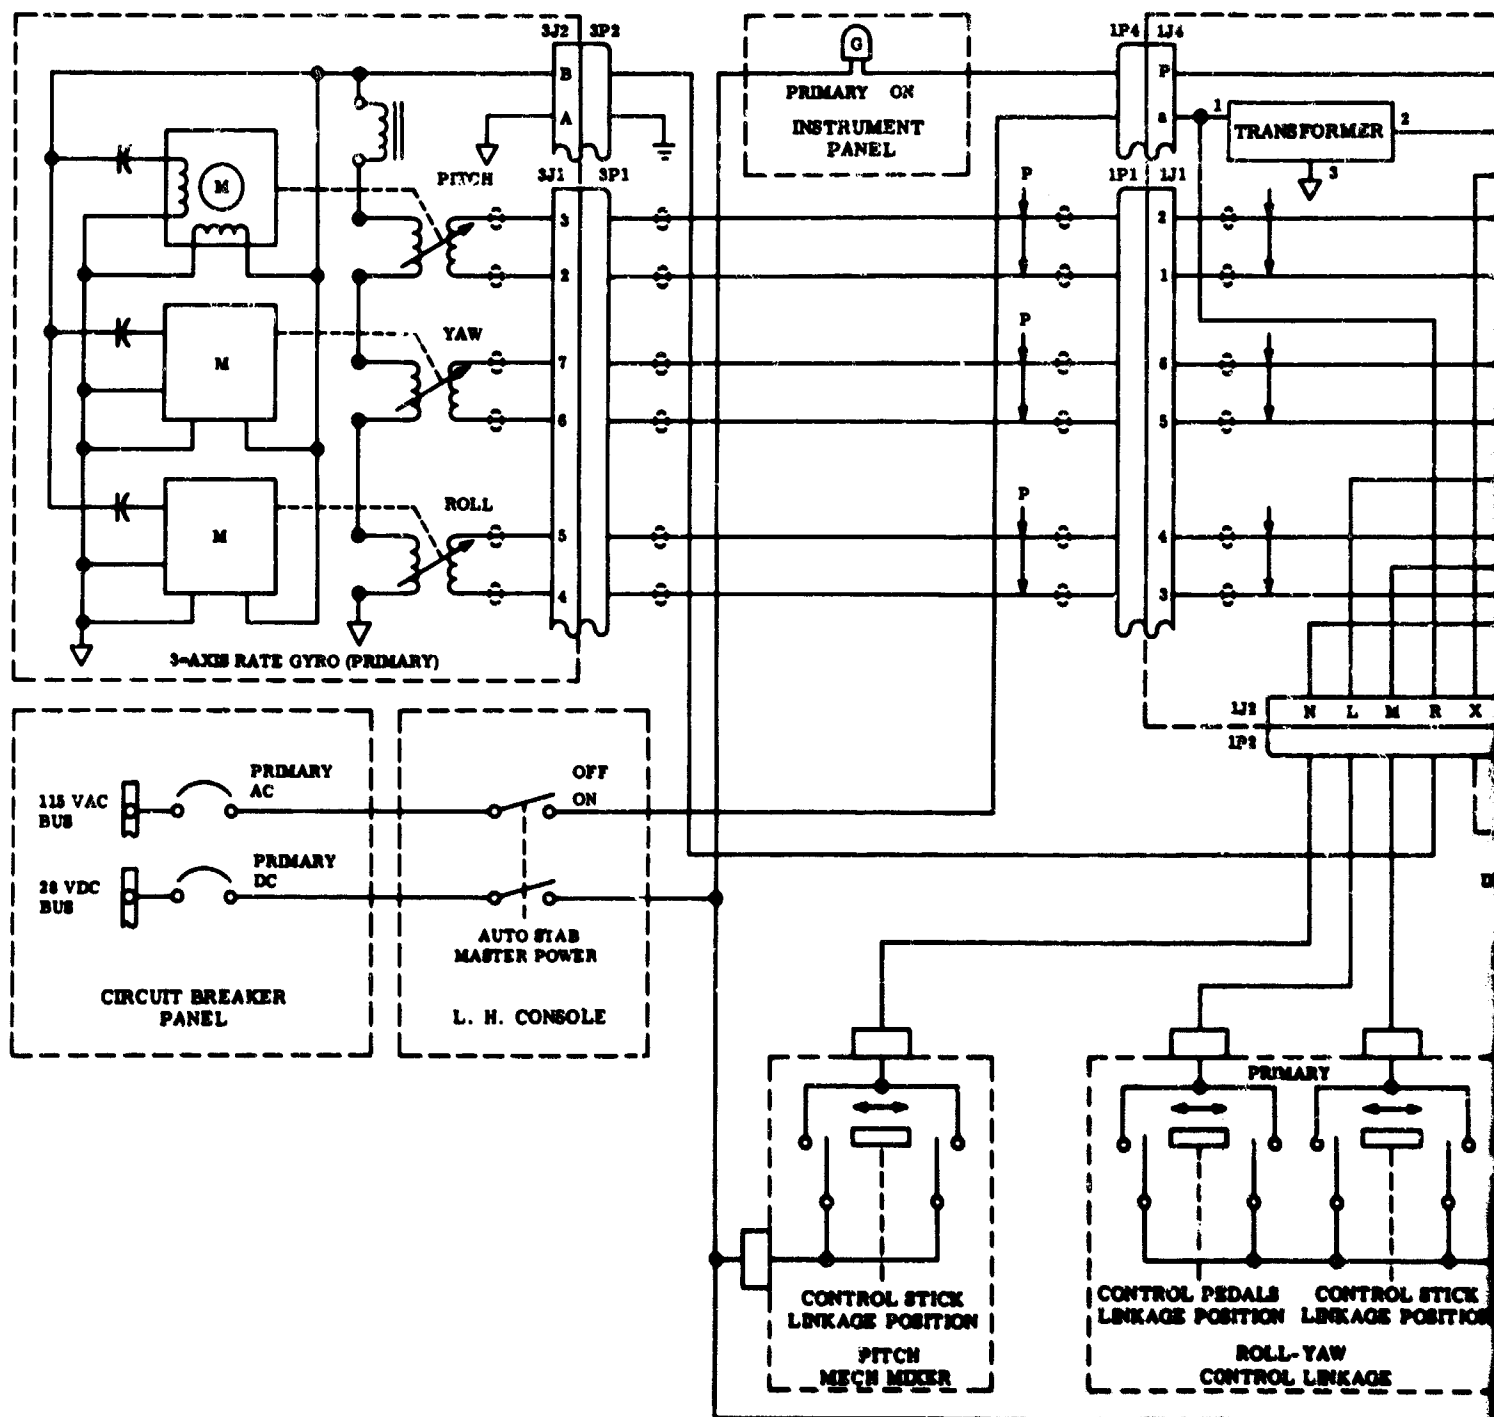 3J2 3P2
1P4 1J4
G
B
P
PRIMARY ON
A
a
1
TRANSFORMER
2
INSTRUMENT
PANEL
3
M
PITCH
3J1 3P1
P
1P1 1J1
3
2
2
1
YAW
P
M
7
6
6
5
ROLL
P
M
5
4
4
3
3-AXIS RATE GYRO (PRIMARY)
1J2
N L M R X
1P2
PRIMARY
AC
OFF
ON
115 VAC
BUS
PRIMARY
DC
28 VDC
BUS
AUTO STAB
MASTER POWER
CIRCUIT BREAKER
PANEL
L. H. CONSOLE
PRIMARY
CONTROL STICK
LINKAGE POSITION
CONTROL PEDALS
LINKAGE POSITION
CONTROL STICK
LINKAGE POSITION
PITCH
MECH MIXER
ROLL-YAW
CONTROL LINKAGE